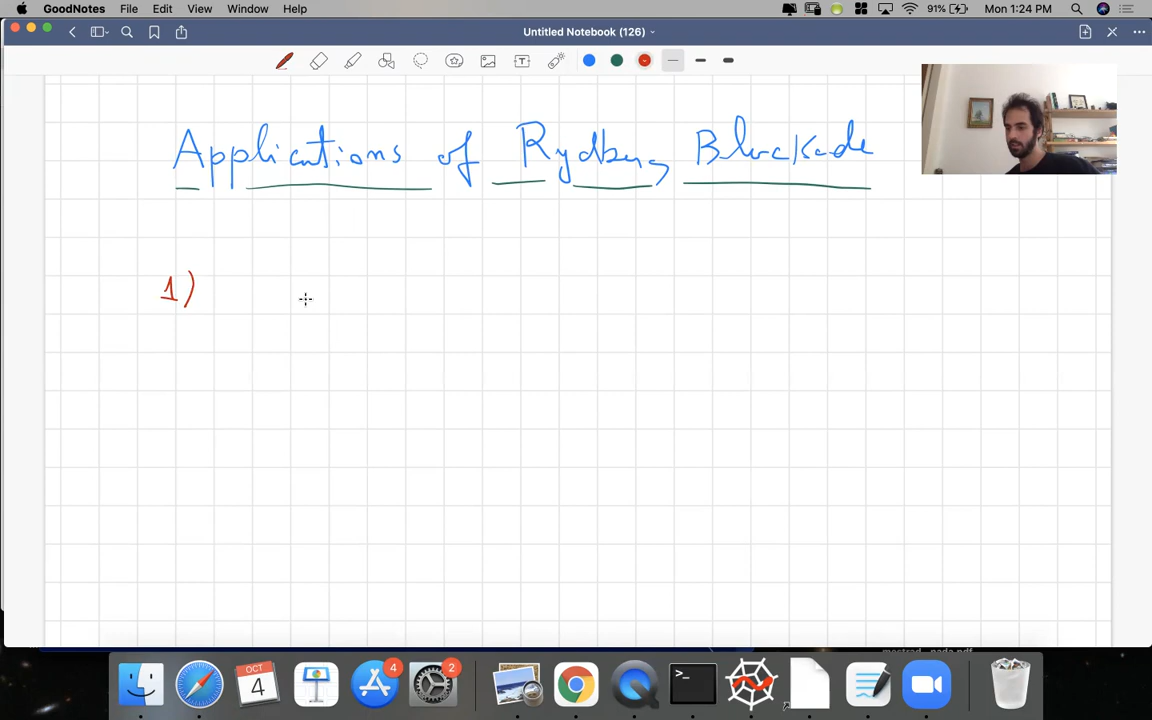 GoodNotes File Edit View Window Help 91% Mon 1:24 PM
Untitled Notebook (126)
T
Applications of Rydberg Blockade
1)
OCT
4
4
2
>_